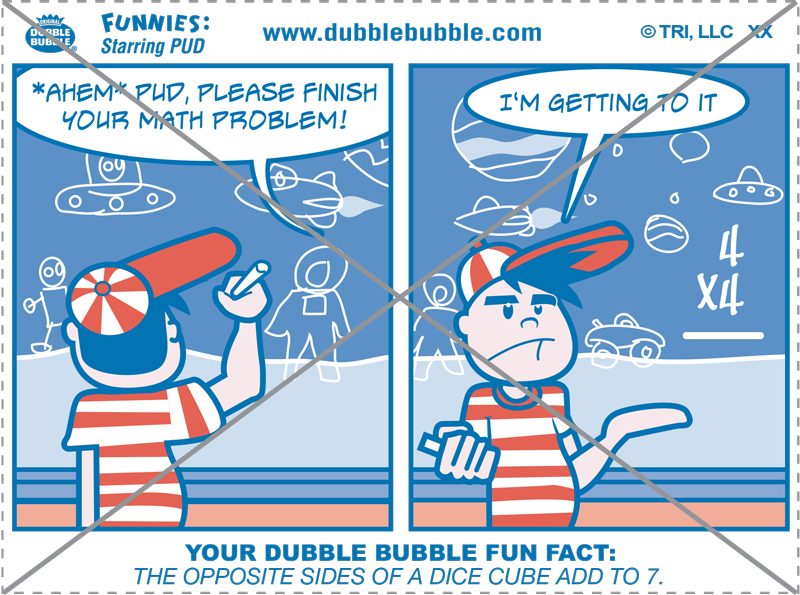 DUBBLE
BUBBLE®
FUNNIES:
Starring PUD
www.dubblebubble.com
© TRI, LLC XX
*AHEM* PUD, PLEASE FINISH
YOUR MATH PROBLEM!
I'M GETTING TO IT
4
X4
YOUR DUBBLE BUBBLE FUN FACT:
THE OPPOSITE SIDES OF A DICE CUBE ADD TO 7.